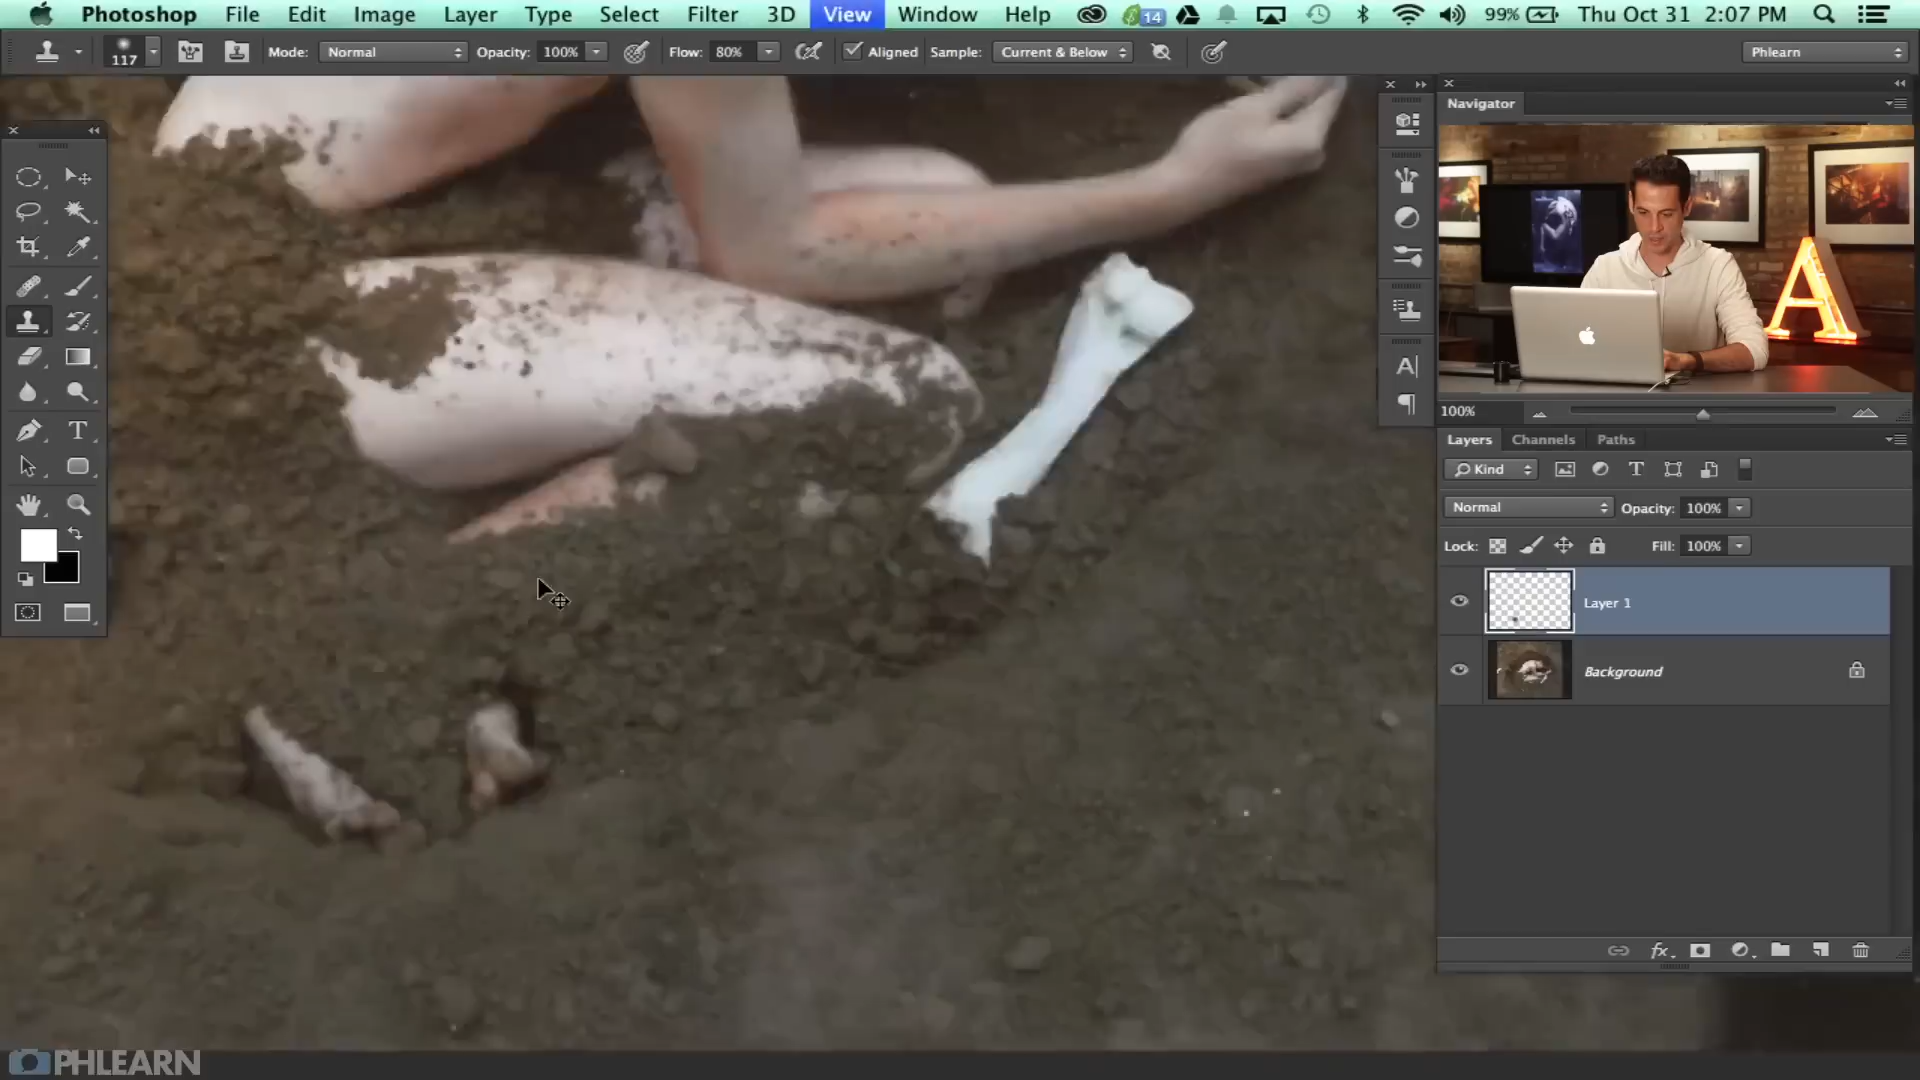 Photoshop File Edit Image Layer Type Select Filter 3D View Window Help 14 99% Thu Oct 31 2:07 PM
117 Mode: Normal Opacity: 100% Flow: 80% Aligned Sample: Current & Below Phlearn
Navigator
A
100%
Layers Channels Paths
Kind
Normal Opacity: 100%
Lock: Fill: 100%
Layer 1
Background
fx
PHLEARN